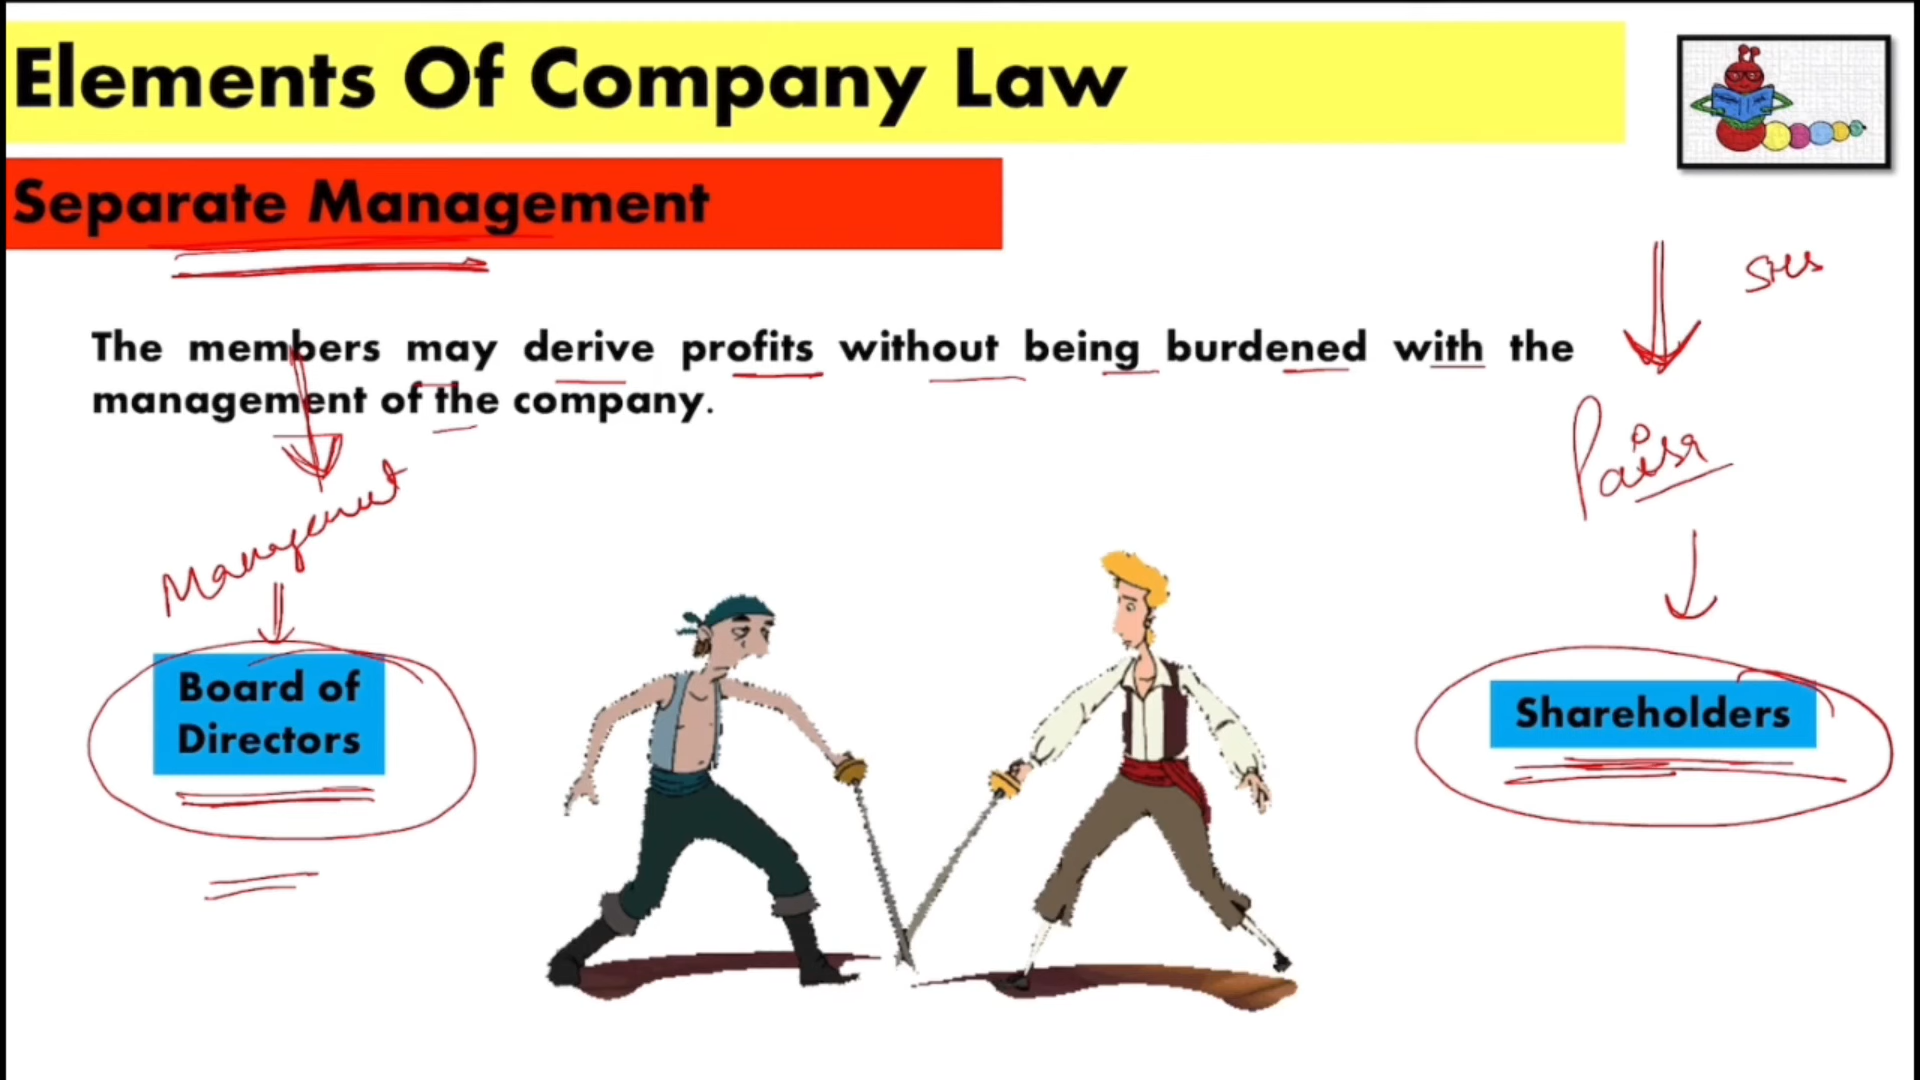 Elements Of Company Law
Separate Management
SHs
The members may derive profits without being burdened with the
management of the company.
Paisa
Management
Board of
Directors
Shareholders